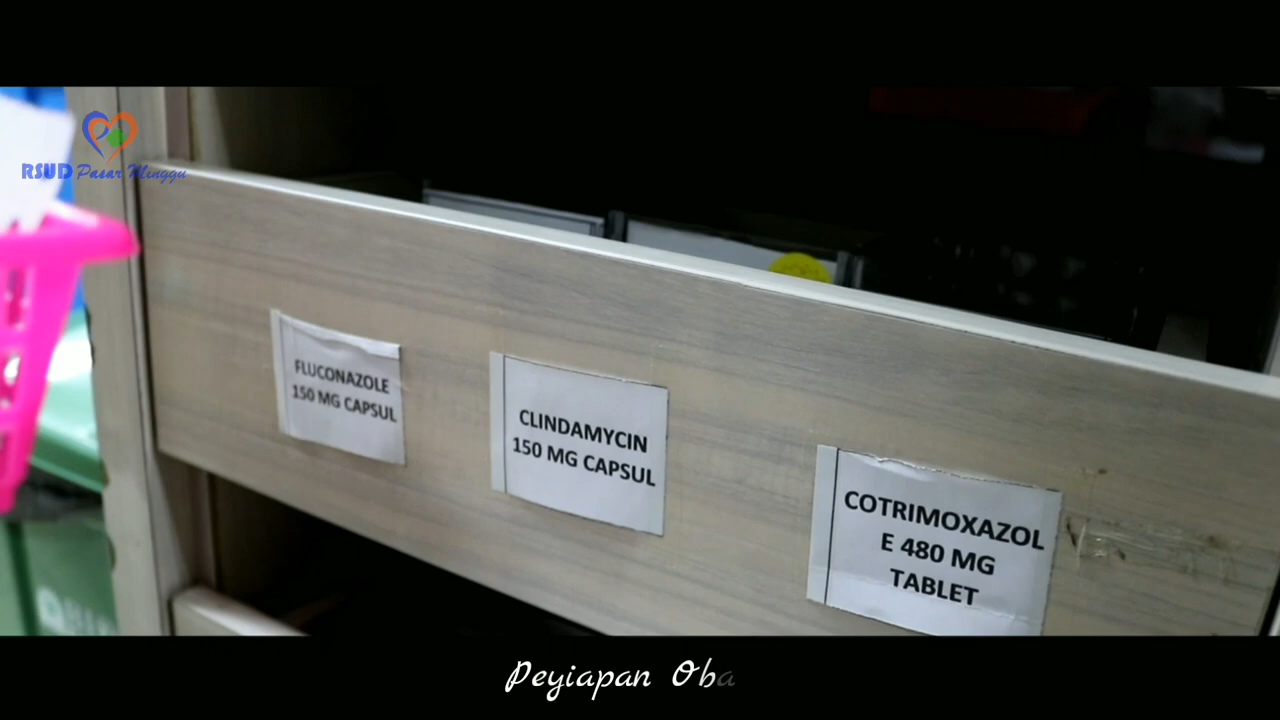 RSUD Pasar Minggu
FLUCONAZOLE
150 MG CAPSUL
CLINDAMYCIN
150 MG CAPSUL
COTRIMOXAZOL
E 480 MG
TABLET
Peyiapan Oba